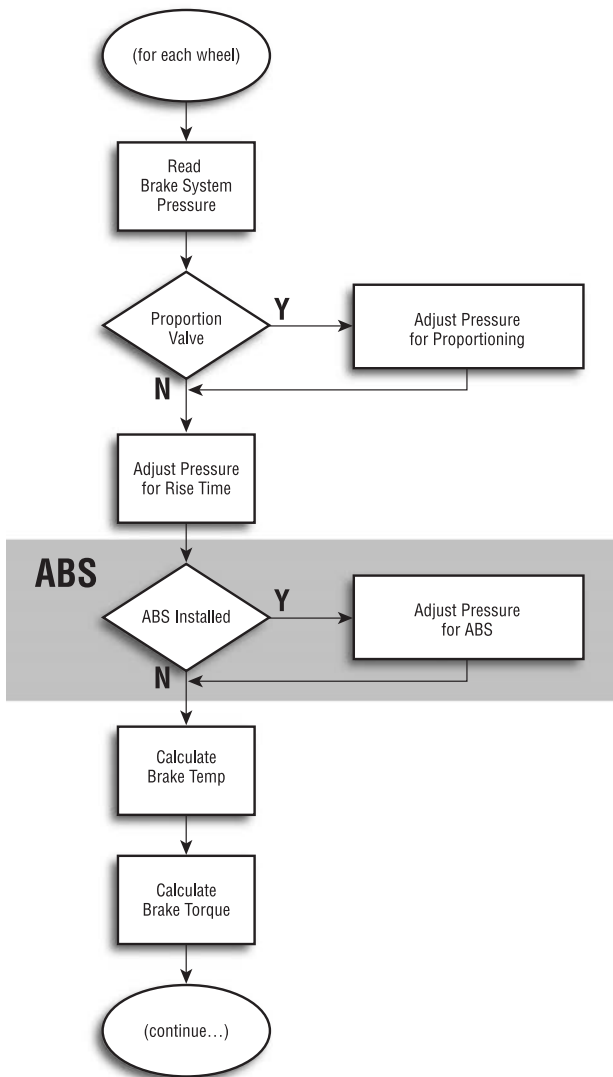 (for each wheel)
Read
Brake System
Pressure
Proportion
Valve
Y
Adjust Pressure
for Proportioning
N
Adjust Pressure
for Rise Time
ABS
ABS Installed
Y
Adjust Pressure
for ABS
N
Calculate
Brake Temp
Calculate
Brake Torque
(continue...)